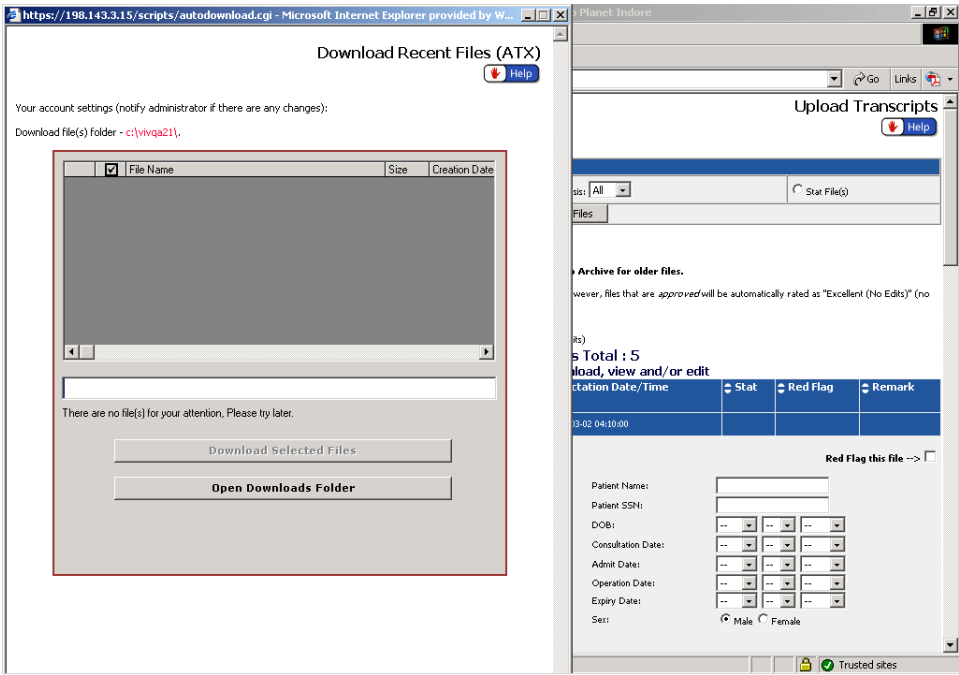 https://198.143.3.15/scripts/autodownload.cgi - Microsoft Internet Explorer provided by W...
Download Recent Files (ATX)
Help
Your account settings (notify administrator if there are any changes):
Download file(s) folder - c:\vivqa21\.
File Name Size Creation Date
There are no file(s) for your attention, Please try later.
Download Selected Files
Open Downloads Folder
Planet Indore
Go Links
Upload Transcripts
Help
sis: All Stat File(s)
Files
Archive for older files.
wever, files that are approved will be automatically rated as "Excellent (No Edits)" (no
its)
s Total : 5
load, view and/or edit
ctation Date/Time Stat Red Flag Remark
03-02 04:10:00
Red Flag this file -->
Patient Name:
Patient SSN:
DOB: -- -- --
Consultation Date: -- -- --
Admit Date: -- -- --
Operation Date: -- -- --
Expiry Date: -- -- --
Sex: Male Female
Trusted sites